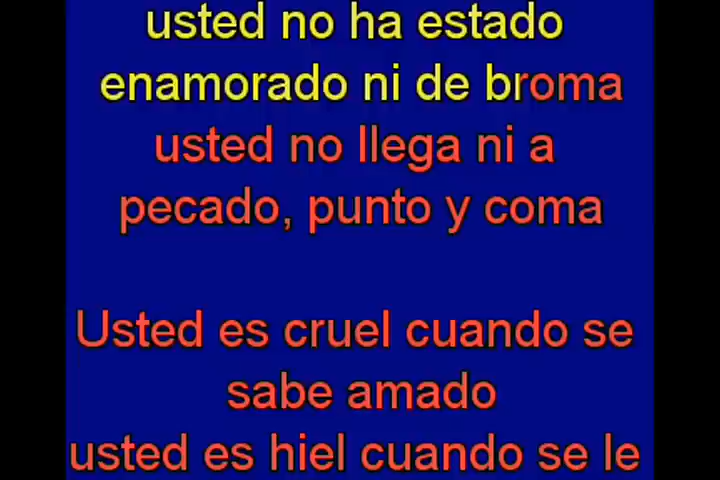 usted no ha estado
enamorado ni de broma
usted no llega ni a
pecado, punto y coma
Usted es cruel cuando se
sabe amado
usted es hiel cuando se le